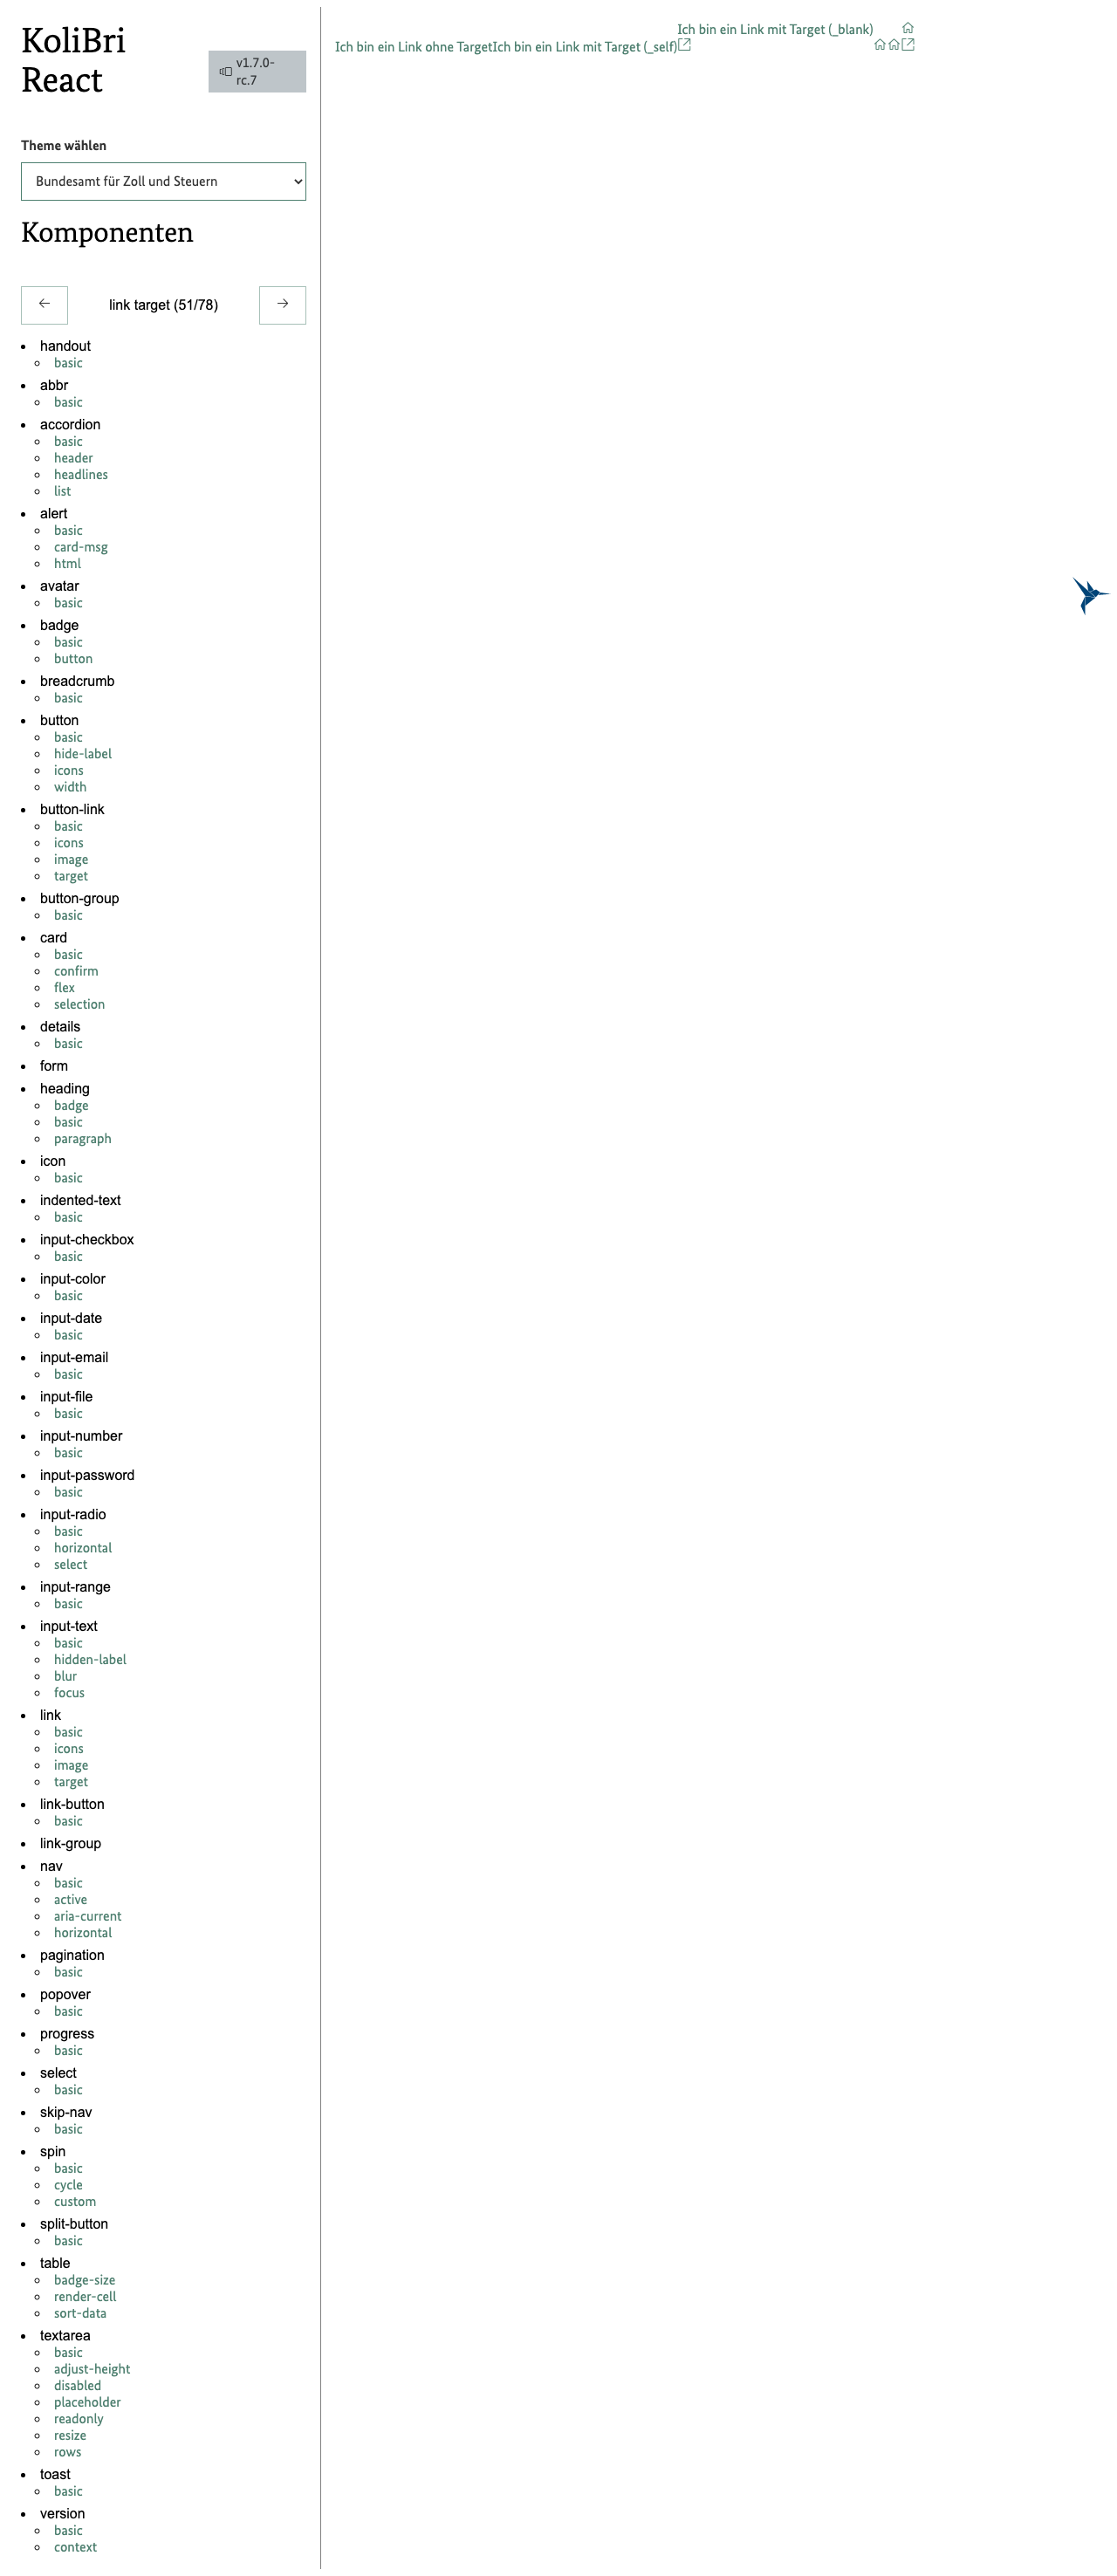 KoliBri
React
v1.7.0-
rc.7
Theme wählen
Bundesamt für Zoll und Steuern
Komponenten
link target (51/78)
handout
basic
abbr
basic
accordion
basic
header
headlines
list
alert
basic
card-msg
html
avatar
basic
badge
basic
button
breadcrumb
basic
button
basic
hide-label
icons
width
button-link
basic
icons
image
target
button-group
basic
card
basic
confirm
flex
selection
details
basic
form
heading
badge
basic
paragraph
icon
basic
indented-text
basic
input-checkbox
basic
input-color
basic
input-date
basic
input-email
basic
input-file
basic
input-number
basic
input-password
basic
input-radio
basic
horizontal
select
input-range
basic
input-text
basic
hidden-label
blur
focus
link
basic
icons
image
target
link-button
basic
link-group
nav
basic
active
aria-current
horizontal
pagination
basic
popover
basic
progress
basic
select
basic
skip-nav
basic
spin
basic
cycle
custom
split-button
basic
table
badge-size
render-cell
sort-data
textarea
basic
adjust-height
disabled
placeholder
readonly
resize
rows
toast
basic
version
basic
context
Ich bin ein Link ohne Target
Ich bin ein Link mit Target (_self)
Ich bin ein Link mit Target (_blank)